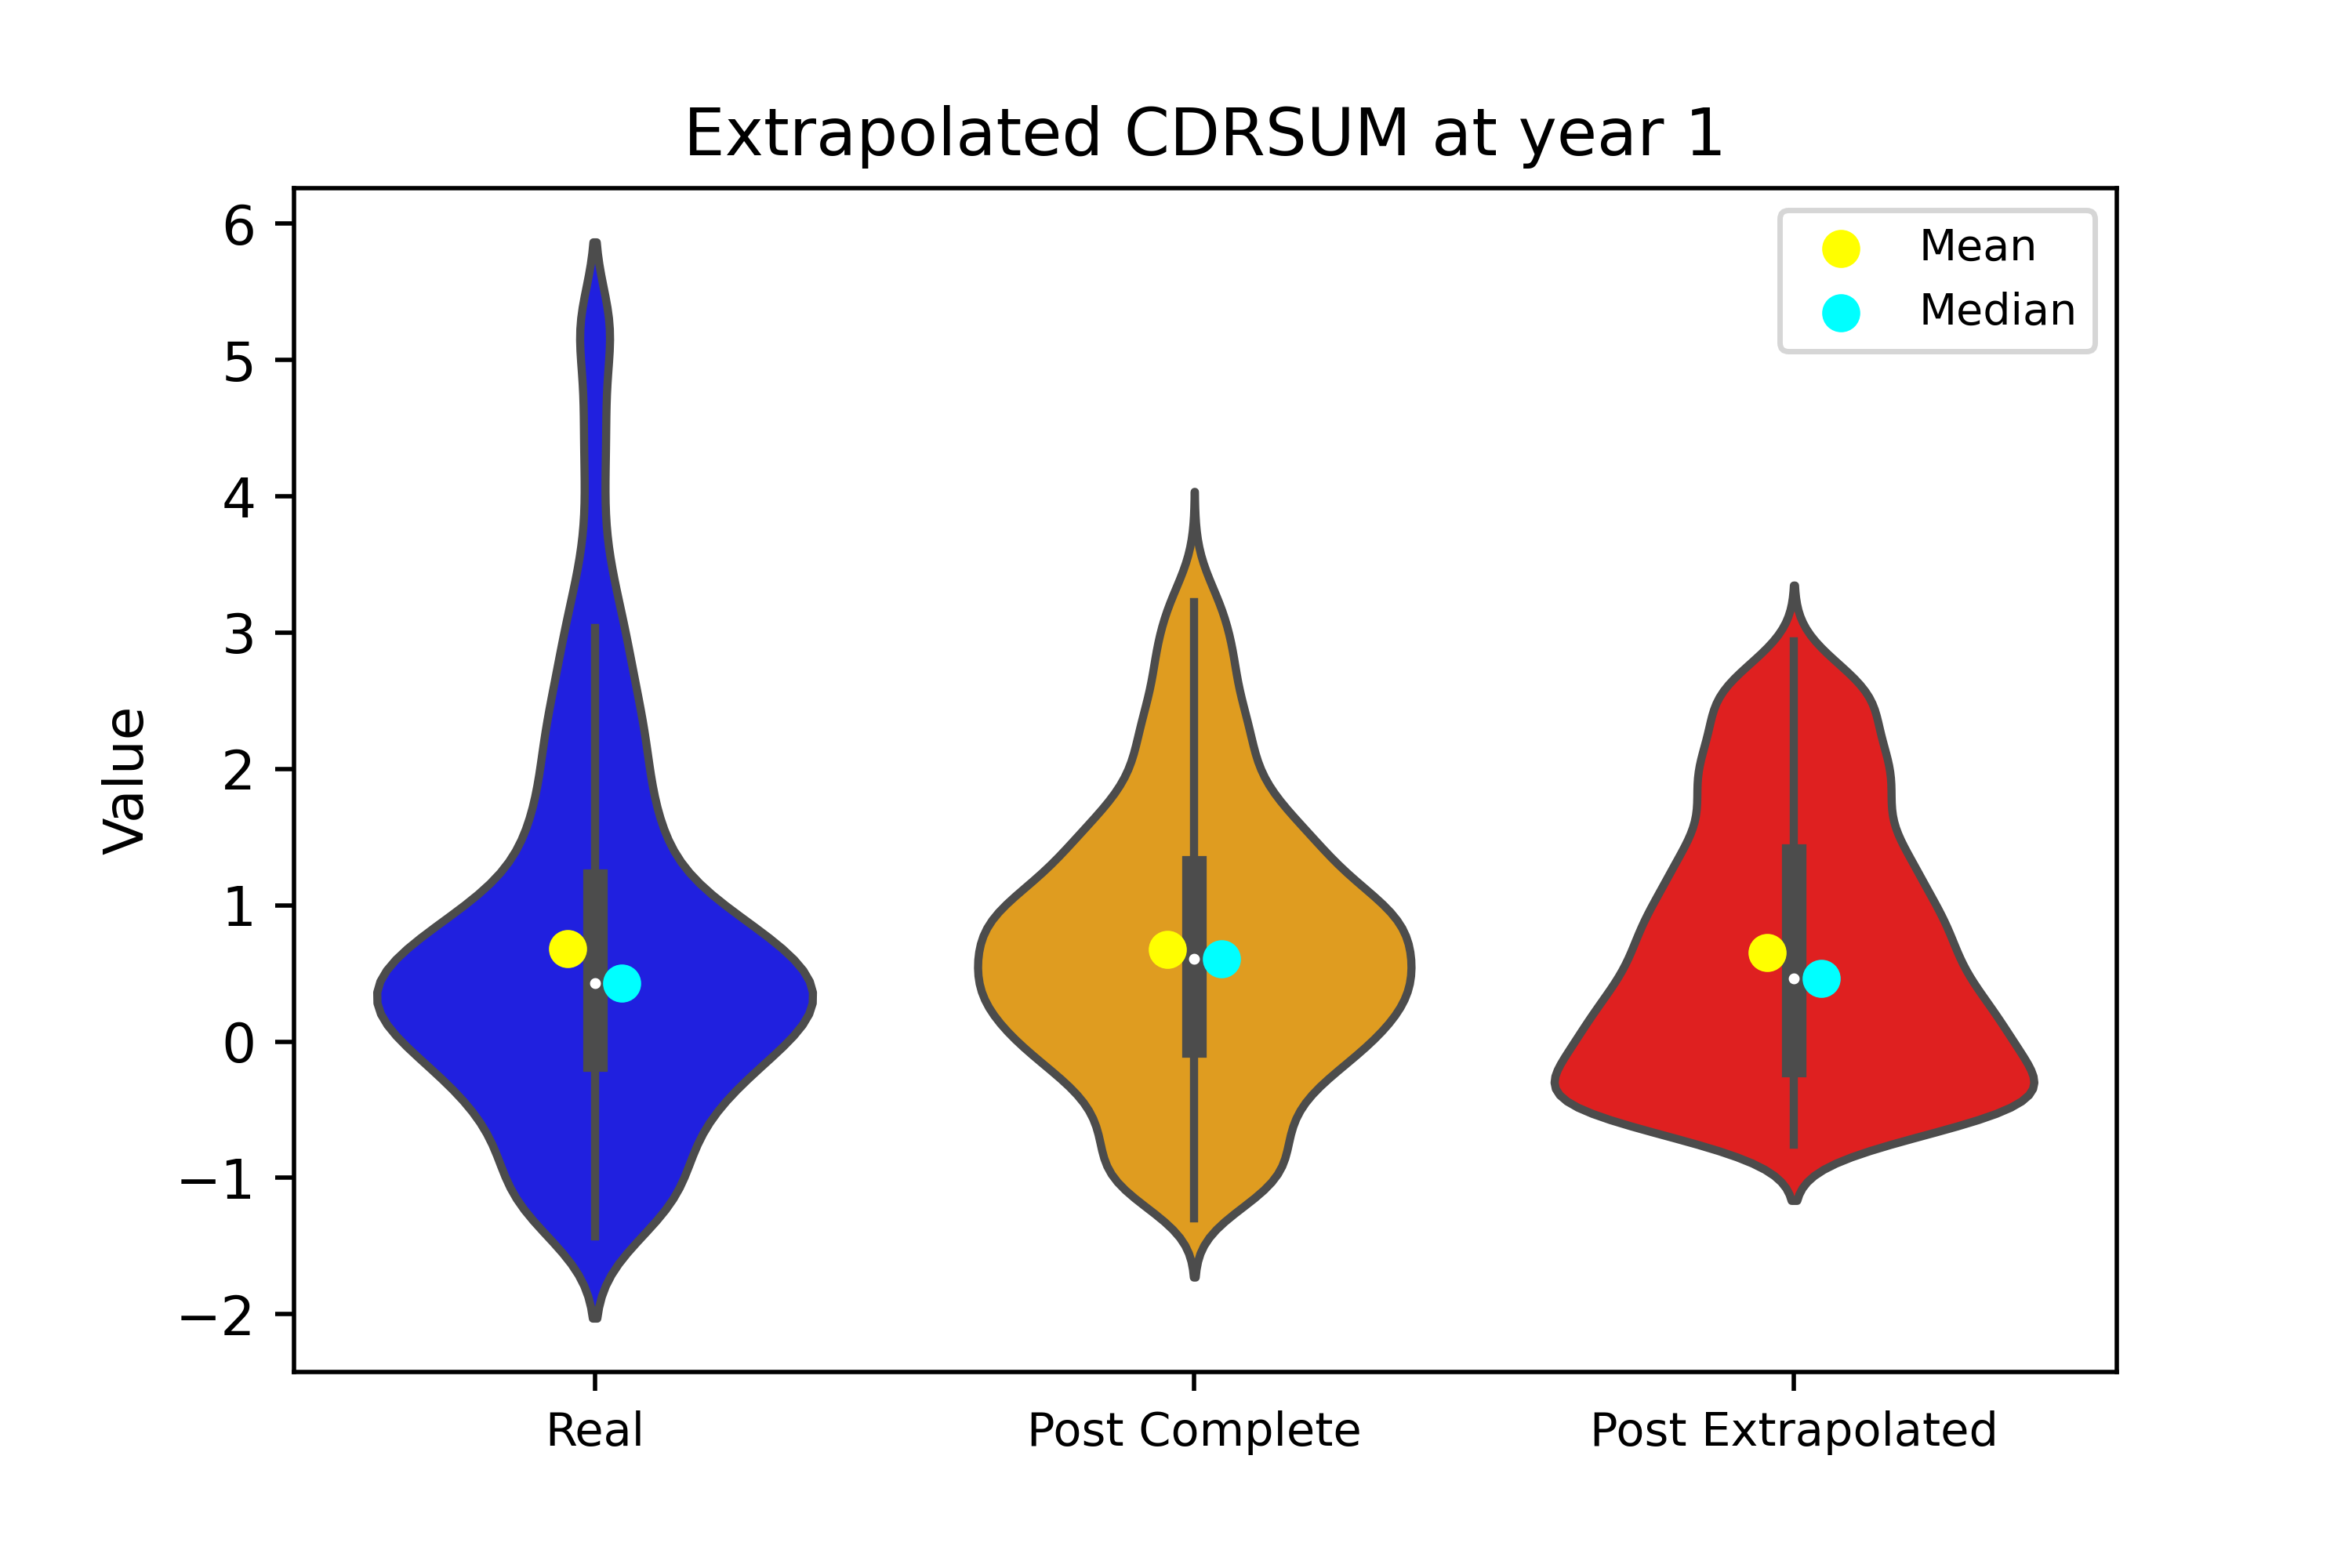 Extrapolated CDRSUM at year 1
Mean
Median
6
5
4
3
2
1
0
−1
−2
Value
Real
Post Complete
Post Extrapolated